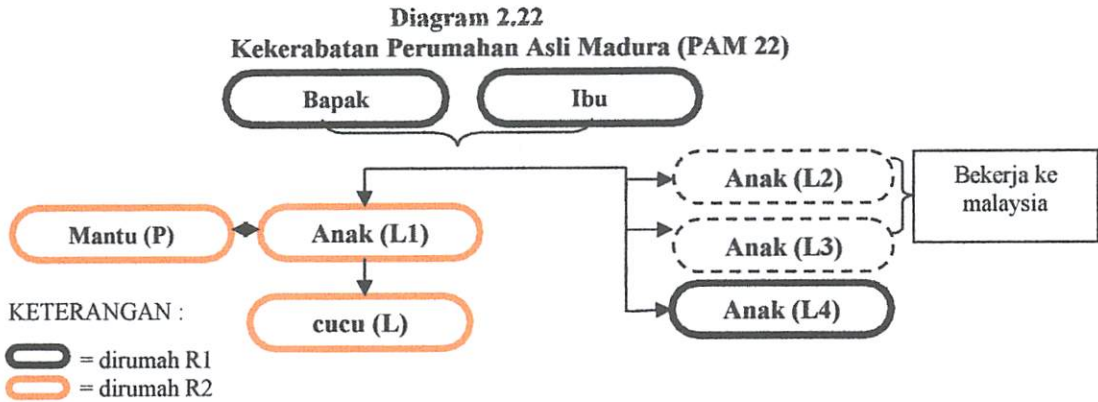 Diagram 2.22
Kekerabatan Perumahan Asli Madura (PAM 22)
Bapak
Ibu
Anak (L2)
Bekerja ke
malaysia
Mantu (P)
Anak (L1)
Anak (L3)
cucu (L)
Anak (L4)
KETERANGAN :
= dirumah R1
= dirumah R2